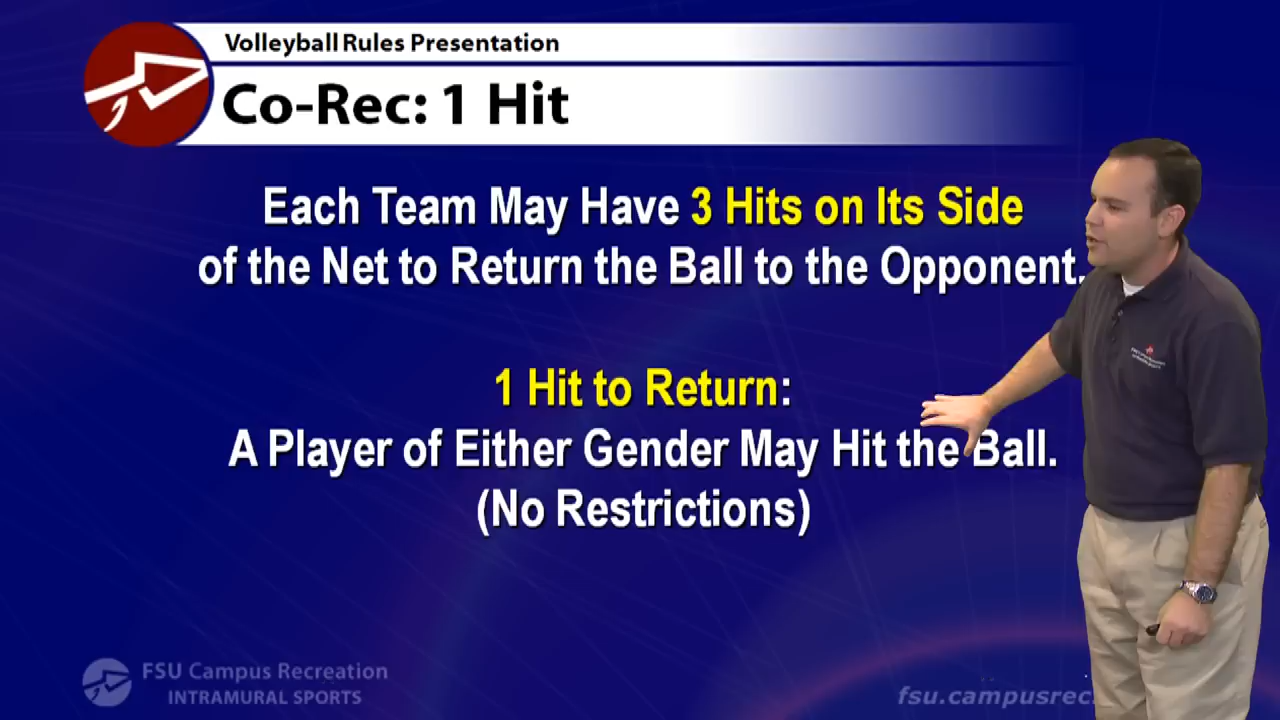 Volleyball Rules Presentation
Co-Rec: 1 Hit
Each Team May Have 3 Hits on Its Side
of the Net to Return the Ball to the Opponent.
1 Hit to Return:
A Player of Either Gender May Hit the Ball.
(No Restrictions)
FSU Campus Recreation
INTRAMURAL SPORTS
fsu.campusrec.